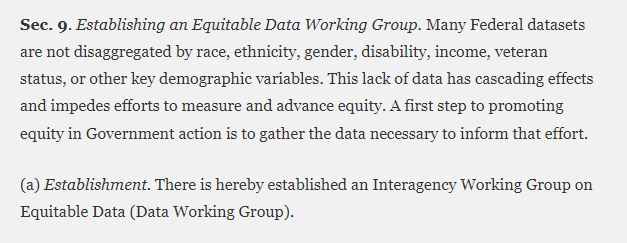 Sec. 9. Establishing an Equitable Data Working Group. Many Federal datasets
are not disaggregated by race, ethnicity, gender, disability, income, veteran
status, or other key demographic variables. This lack of data has cascading effects
and impedes efforts to measure and advance equity. A first step to promoting
equity in Government action is to gather the data necessary to inform that effort.
(a) Establishment. There is hereby established an Interagency Working Group on
Equitable Data (Data Working Group).